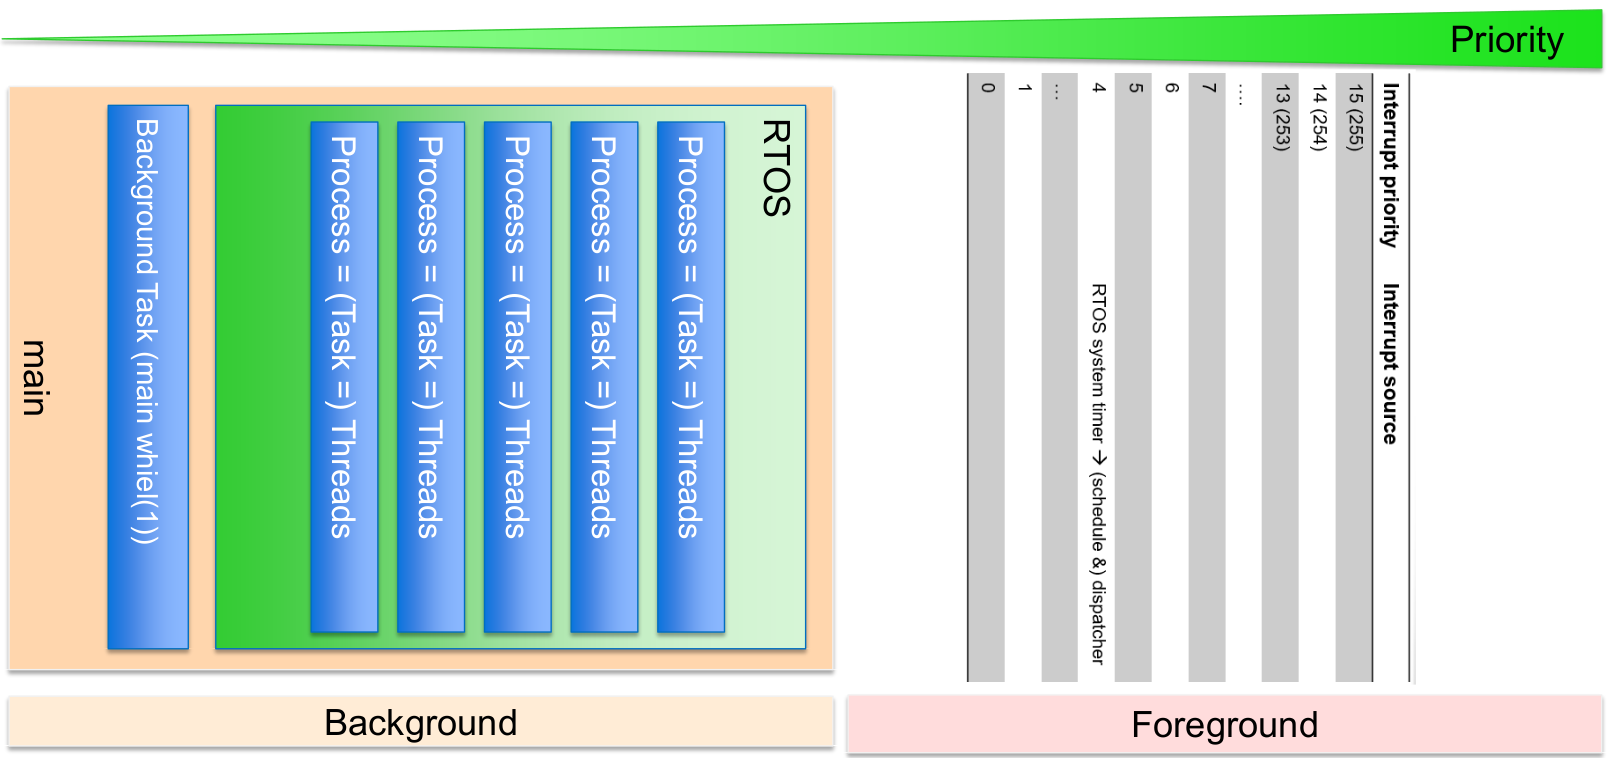 Priority
main
Background Task (main whiel(1))
RTOS
Process = (Task =) Threads
Process = (Task =) Threads
Process = (Task =) Threads
Process = (Task =) Threads
Process = (Task =) Threads
Interrupt priority Interrupt source
15 (255)
14 (254)
13 (253)
....
7
6
5
4 RTOS system timer → (schedule &) dispatcher
...
1
0
Background
Foreground